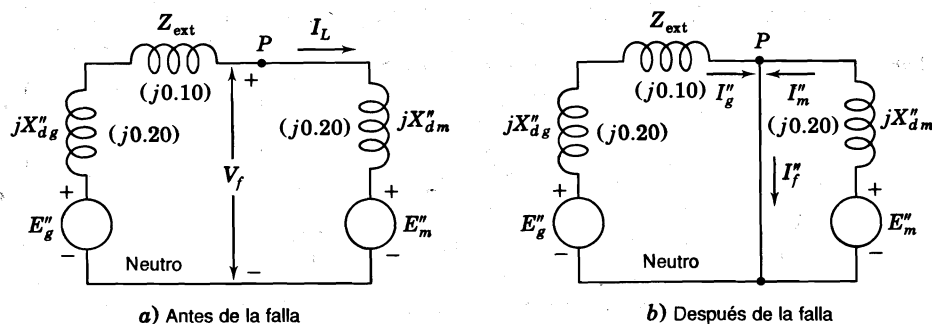 Z_ext
P
I_L
(j0.10)
+
jX''_dg
(j0.20)
(j0.20)
jX''_dm
V_f
+
+
E''_g
E''_m
−
−
Neutro
−
a) Antes de la falla
Z_ext
P
(j0.10)
I''_g
I''_m
jX''_dg
(j0.20)
(j0.20)
jX''_dm
I''_f
+
+
E''_g
E''_m
−
−
Neutro
b) Después de la falla